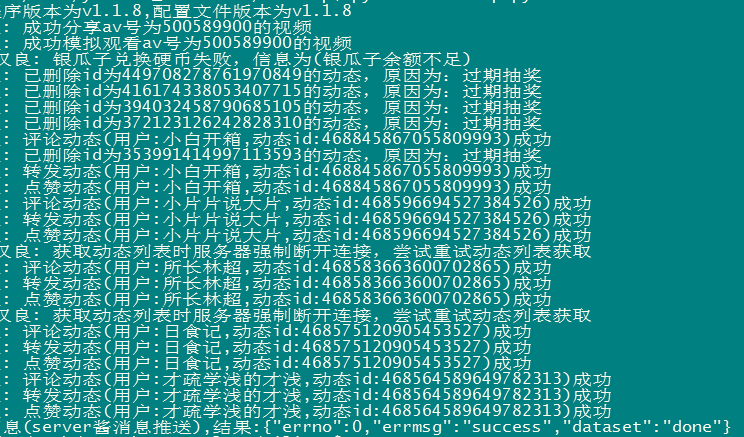 序版本为v1.1.8,配置文件版本为v1.1.8
: 成功分享av号为500589900的视频
: 成功模拟观看av号为500589900的视频
叹良: 银瓜子兑换硬币失败，信息为(银瓜子余额不足)
: 已删除id为449708278761970849的动态，原因为：过期抽奖
: 已删除id为416174338053407715的动态，原因为：过期抽奖
: 已删除id为394032458790685105的动态，原因为：过期抽奖
: 已删除id为372123126242828310的动态，原因为：过期抽奖
: 评论动态(用户:小白开箱,动态id:468845867055809993)成功
: 已删除id为353991414997113593的动态，原因为：过期抽奖
: 转发动态(用户:小白开箱,动态id:468845867055809993)成功
: 点赞动态(用户:小白开箱,动态id:468845867055809993)成功
: 评论动态(用户:小片片说大片,动态id:468596694527384526)成功
: 转发动态(用户:小片片说大片,动态id:468596694527384526)成功
: 点赞动态(用户:小片片说大片,动态id:468596694527384526)成功
叹良: 获取动态列表时服务器强制断开连接，尝试重试动态列表获取
: 评论动态(用户:所长林超,动态id:468583663600702865)成功
: 转发动态(用户:所长林超,动态id:468583663600702865)成功
: 点赞动态(用户:所长林超,动态id:468583663600702865)成功
叹良: 获取动态列表时服务器强制断开连接，尝试重试动态列表获取
: 评论动态(用户:日食记,动态id:468575120905453527)成功
: 转发动态(用户:日食记,动态id:468575120905453527)成功
: 点赞动态(用户:日食记,动态id:468575120905453527)成功
: 评论动态(用户:才疏学浅的才浅,动态id:468564589649782313)成功
: 转发动态(用户:才疏学浅的才浅,动态id:468564589649782313)成功
: 点赞动态(用户:才疏学浅的才浅,动态id:468564589649782313)成功
息(server酱消息推送),结果:{"errno":0,"errmsg":"success","dataset":"done"}